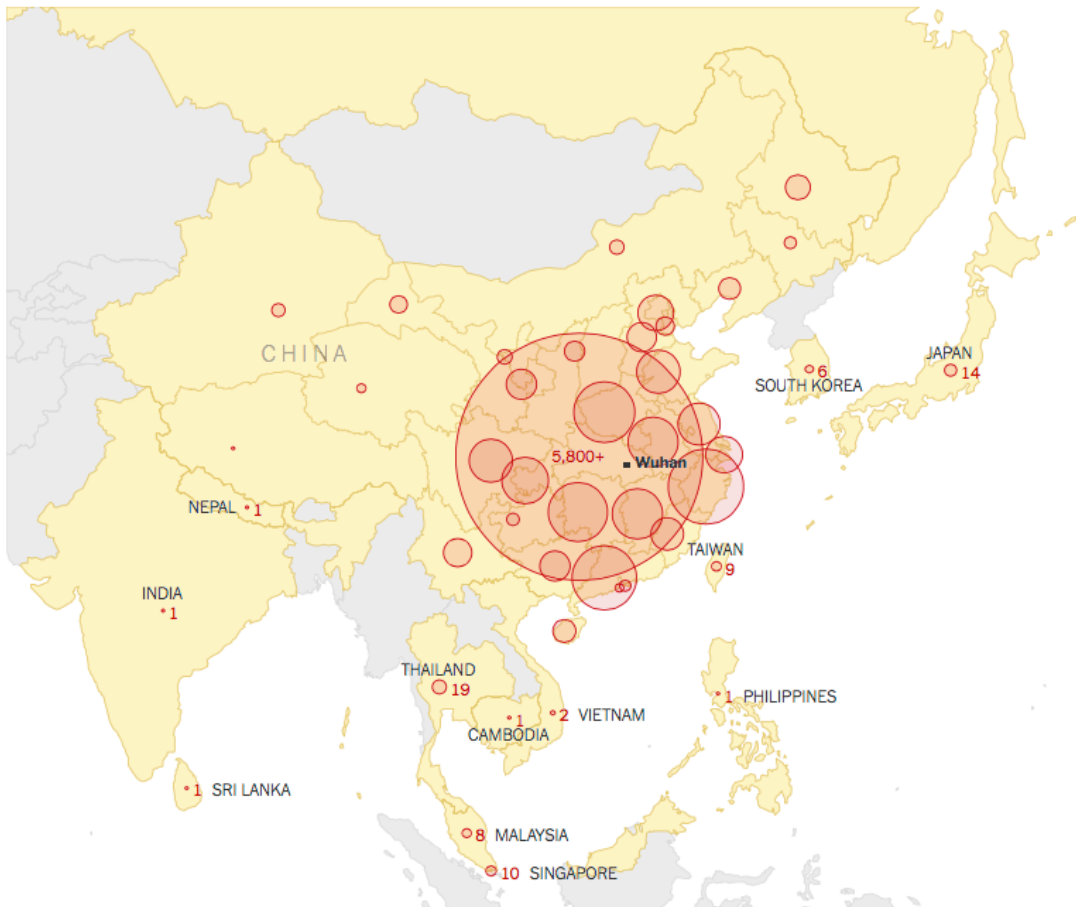 CHINA
JAPAN
14
6
SOUTH KOREA
5,800+
Wuhan
NEPAL
1
TAIWAN
9
INDIA
1
THAILAND
19
1
CAMBODIA
2 VIETNAM
1 PHILIPPINES
1 SRI LANKA
8 MALAYSIA
10 SINGAPORE